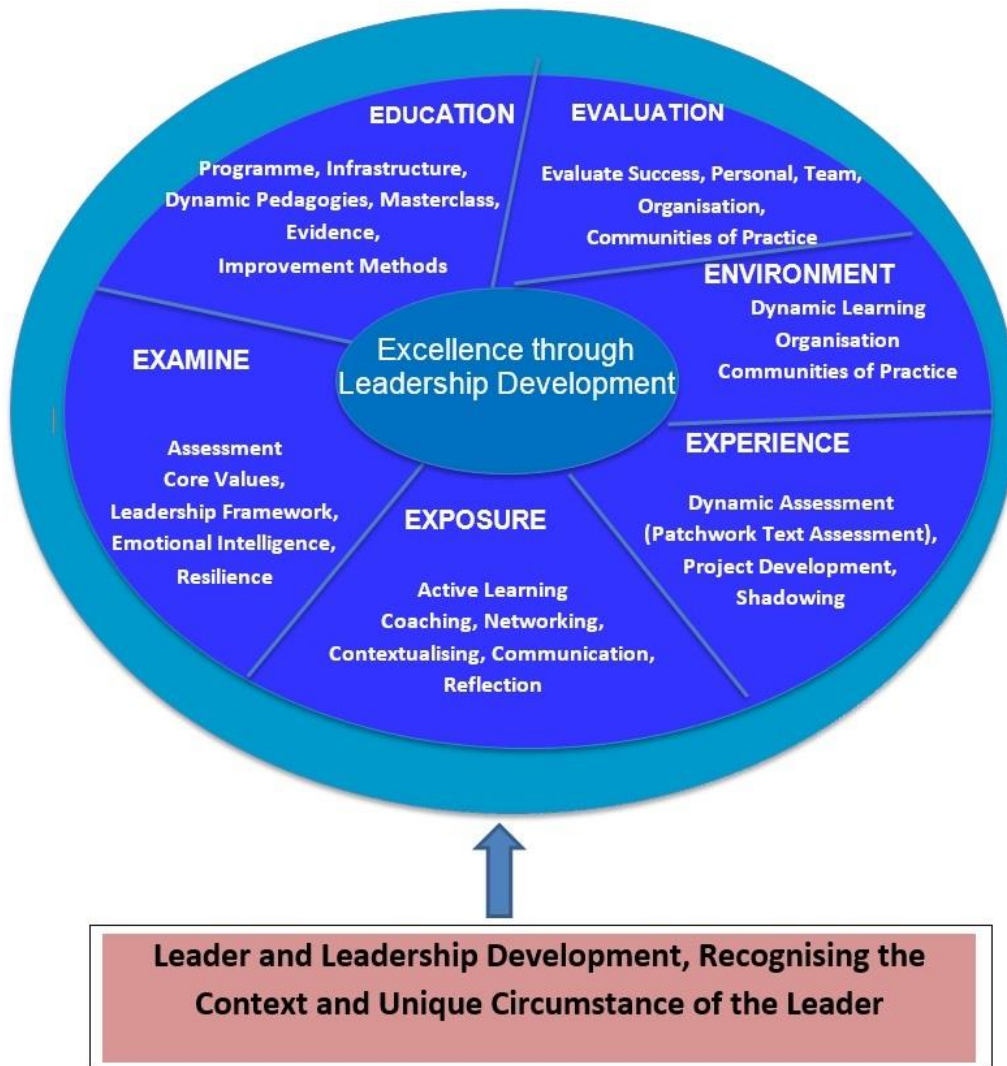 EDUCATION
Programme, Infrastructure,
Dynamic Pedagogies, Masterclass,
Evidence,
Improvement Methods
EVALUATION
Evaluate Success, Personal, Team,
Organisation,
Communities of Practice
ENVIRONMENT
Dynamic Learning
Organisation
Communities of Practice
Excellence through
Leadership Development
EXAMINE
Assessment
Core Values,
Leadership Framework,
Emotional Intelligence,
Resilience
EXPOSURE
Active Learning
Coaching, Networking,
Contextualising, Communication,
Reflection
EXPERIENCE
Dynamic Assessment
(Patchwork Text Assessment),
Project Development,
Shadowing
Leader and Leadership Development, Recognising the
Context and Unique Circumstance of the Leader